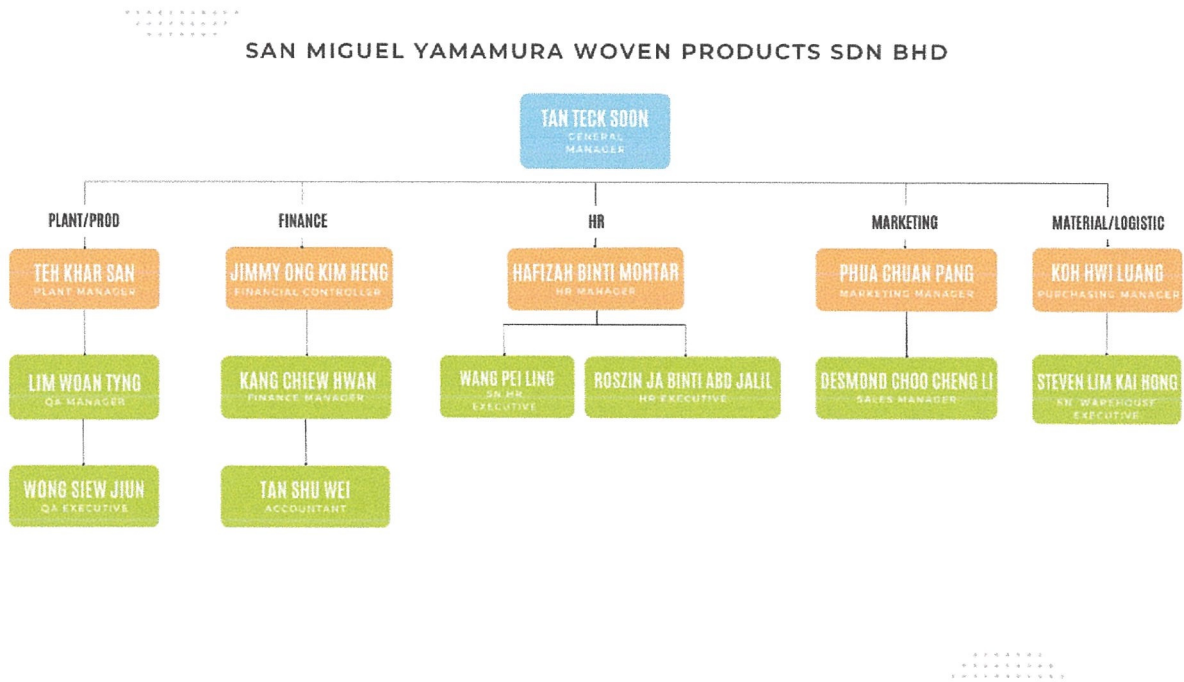 SAN MIGUEL YAMAMURA WOVEN PRODUCTS SDN BHD
TAN TECK SOON
GENERAL
MANAGER
PLANT/PROD
FINANCE
HR
MARKETING
MATERIAL/LOGISTIC
TEH KHAR SAN
PLANT MANAGER
JIMMY ONG KIM HENG
FINANCIAL CONTROLLER
HAFIZAH BINTI MOHTAR
HR MANAGER
PHUA CHUAN PANG
MARKETING MANAGER
KOH HWI LUANG
PURCHASING MANAGER
LIM WOAN TYNG
QA MANAGER
KANG CHIEW HWAN
FINANCE MANAGER
WANG PEI LING
SN HR
EXECUTIVE
ROSZIN JA BINTI ABD JALIL
HR EXECUTIVE
DESMOND CHOO CHENG LI
SALES MANAGER
STEVEN LIM KAI HONG
SN WAREHOUSE
EXECUTIVE
WONG SIEW JIUN
QA EXECUTIVE
TAN SHU WEI
ACCOUNTANT